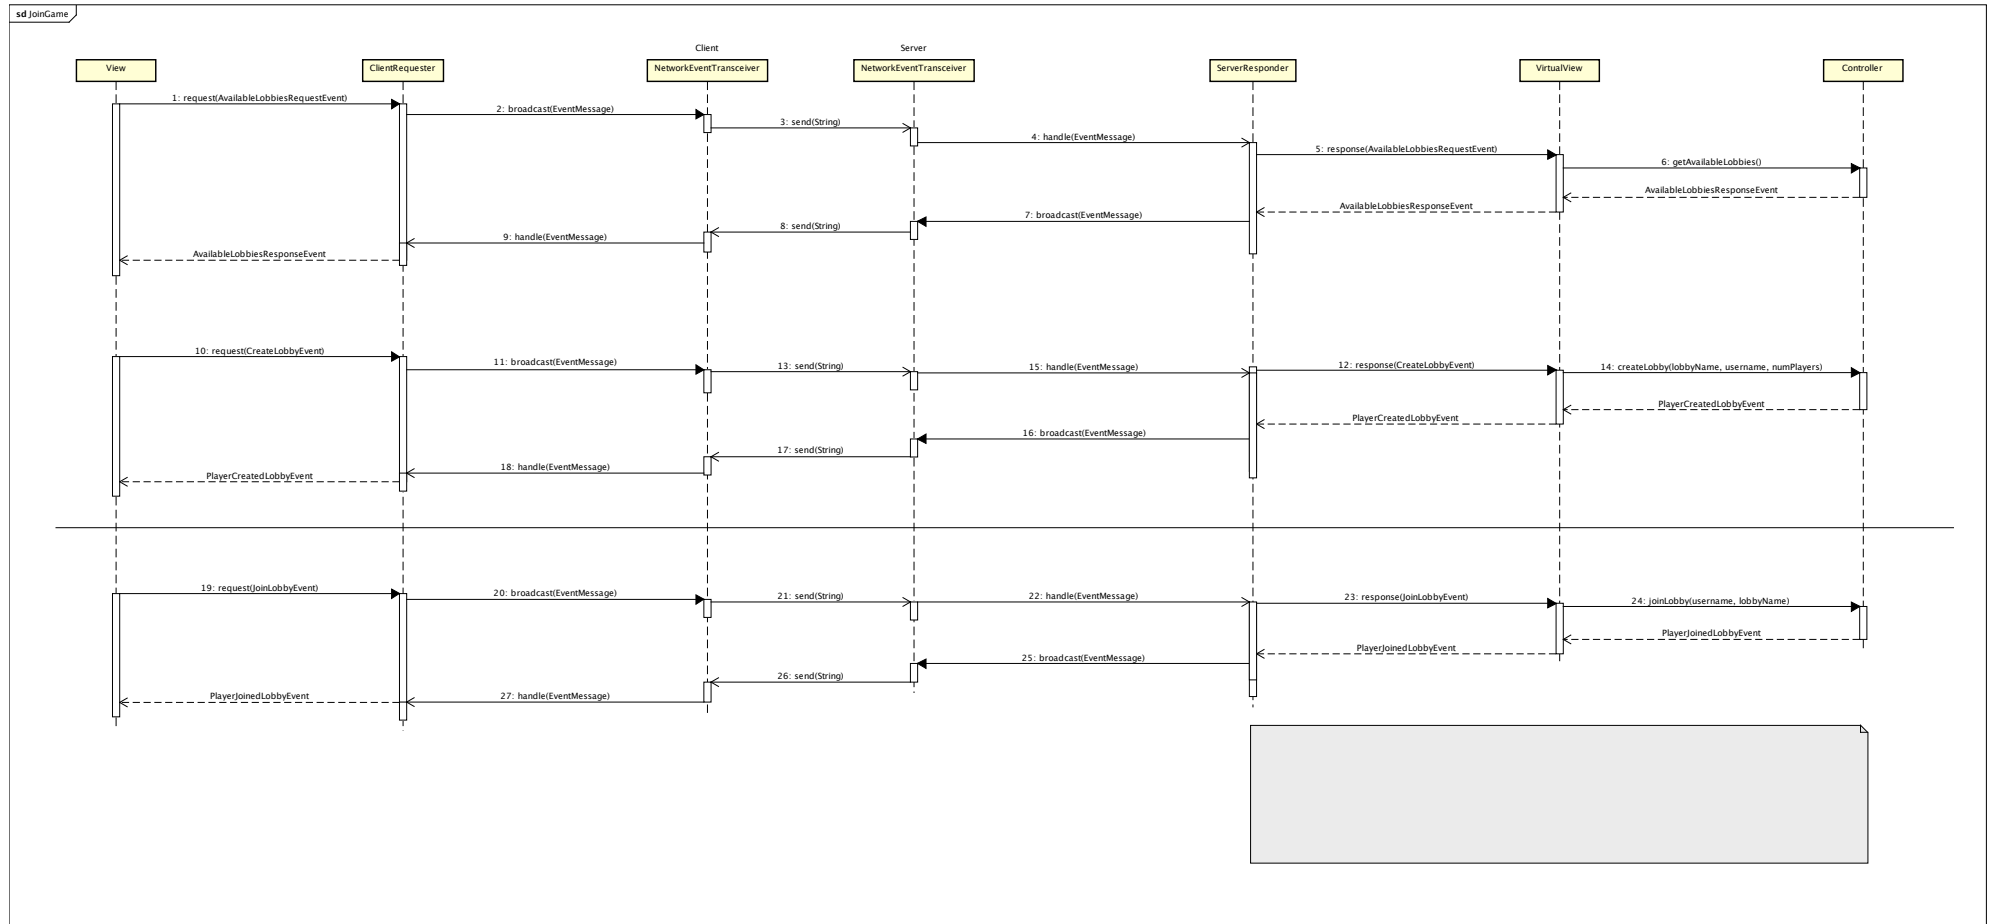 sd JoinGame
Client
Server
View
ClientRequester
NetworkEventTransceiver
NetworkEventTransceiver
ServerResponder
VirtualView
Controller
1: request(AvailableLobbiesRequestEvent)
2: broadcast(EventMessage)
3: send(String)
4: handle(EventMessage)
5: response(AvailableLobbiesRequestEvent)
6: getAvailableLobbies()
AvailableLobbiesResponseEvent
AvailableLobbiesResponseEvent
7: broadcast(EventMessage)
8: send(String)
9: handle(EventMessage)
AvailableLobbiesResponseEvent
10: request(CreateLobbyEvent)
11: broadcast(EventMessage)
13: send(String)
15: handle(EventMessage)
12: response(CreateLobbyEvent)
14: createLobby(lobbyName, username, numPlayers)
PlayerCreatedLobbyEvent
PlayerCreatedLobbyEvent
16: broadcast(EventMessage)
17: send(String)
18: handle(EventMessage)
PlayerCreatedLobbyEvent
19: request(JoinLobbyEvent)
20: broadcast(EventMessage)
21: send(String)
22: handle(EventMessage)
23: response(JoinLobbyEvent)
24: joinLobby(username, lobbyName)
PlayerJoinedLobbyEvent
PlayerJoinedLobbyEvent
25: broadcast(EventMessage)
26: send(String)
27: handle(EventMessage)
PlayerJoinedLobbyEvent